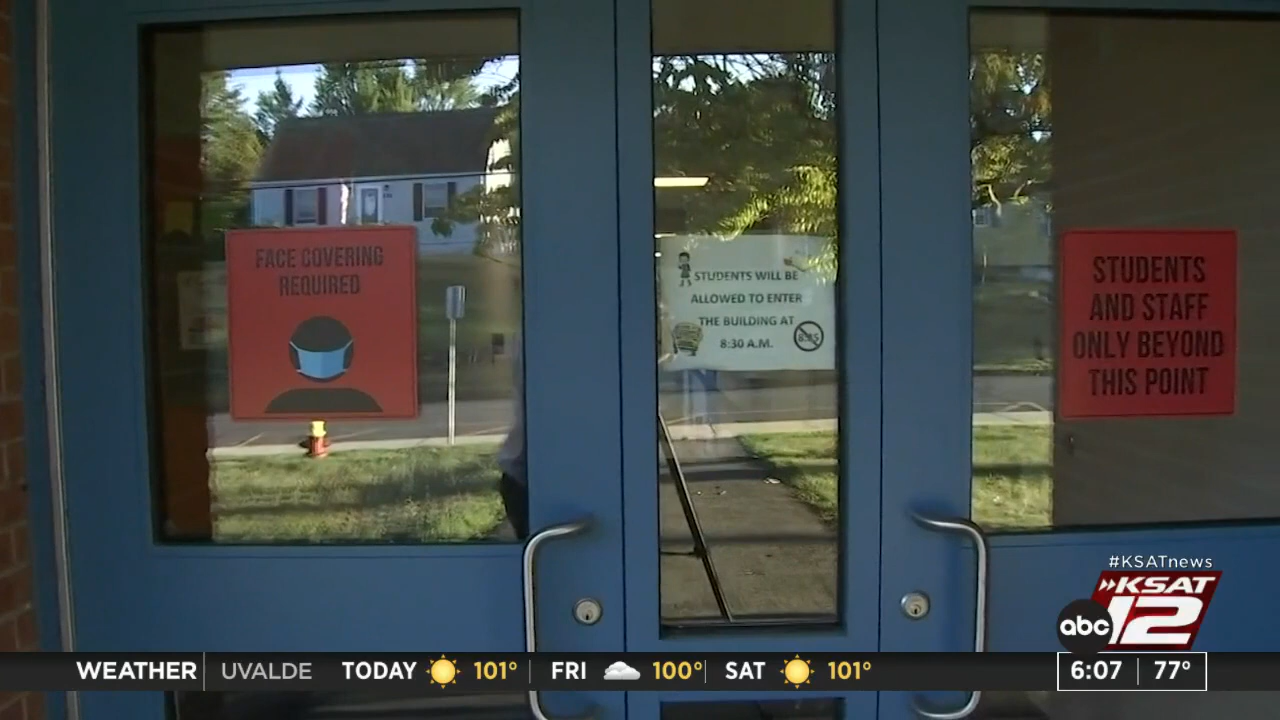 FACE COVERING
REQUIRED
STUDENTS WILL BE
ALLOWED TO ENTER
THE BUILDING AT
8:30 A.M.
STUDENTS
AND STAFF
ONLY BEYOND
THIS POINT
#KSATnews
KSAT
abc 12
WEATHER UVALDE TODAY 101° FRI 100° SAT 101° 6:07 77°